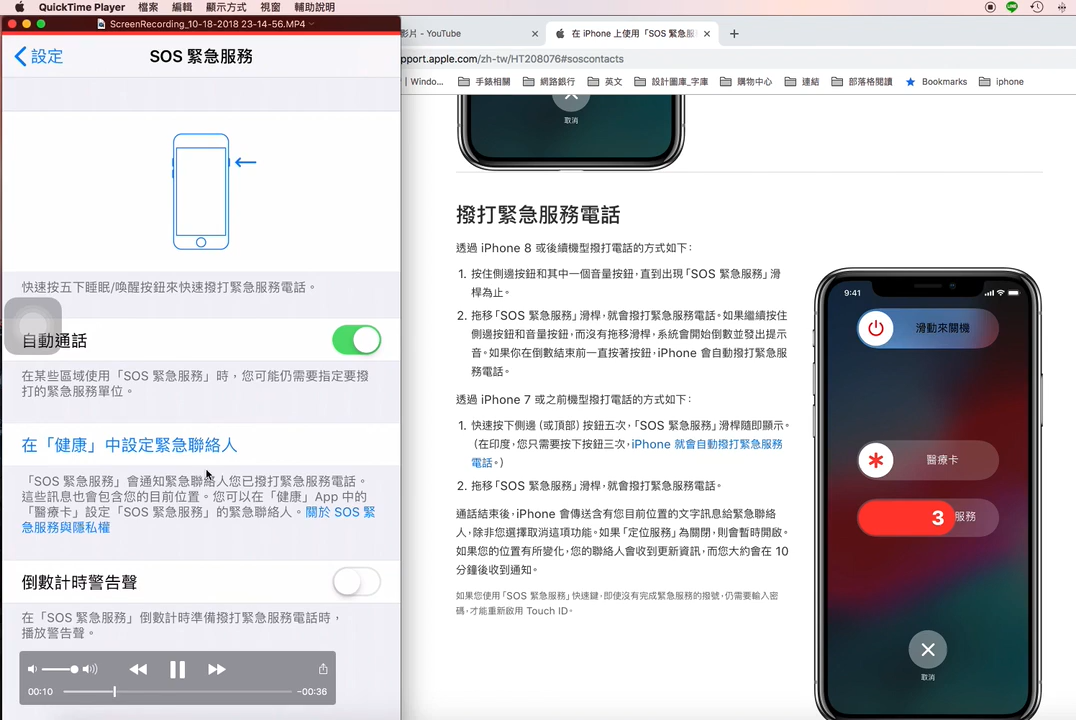 QuickTime Player 檔案 編輯 顯示方式 視窗 輔助說明
ScreenRecording_10-18-2018 23-14-56.MP4
設定
SOS 緊急服務
快速按五下睡眠/喚醒按鈕來快速撥打緊急服務電話。
自動通話
在某些區域使用「SOS 緊急服務」時，您可能仍需要指定要撥
打的緊急服務單位。
在「健康」中設定緊急聯絡人
「SOS 緊急服務」會通知緊急聯絡人您已撥打緊急服務電話。
這些訊息也會包含您的目前位置。您可以在「健康」App 中的
「醫療卡」設定「SOS 緊急服務」的緊急聯絡人。關於 SOS 緊
急服務與隱私權
倒數計時警告聲
在「SOS 緊急服務」倒數計時準備撥打緊急服務電話時，
播放警告聲。
00:10
-00:36
影片 - YouTube
在 iPhone 上使用「SOS 緊急服
pport.apple.com/zh-tw/HT208076#soscontacts
Windo... 手錶相關 網路銀行 英文 設計圖庫_字庫 購物中心 連結 部落格閱讀 Bookmarks iphone
取消
撥打緊急服務電話
透過 iPhone 8 或後續機型撥打電話的方式如下：
1. 按住側邊按鈕和其中一個音量按鈕，直到出現「SOS 緊急服務」滑
桿為止。
2. 拖移「SOS 緊急服務」滑桿，就會撥打緊急服務電話。如果繼續按住
側邊按鈕和音量按鈕，而沒有拖移滑桿，系統會開始倒數並發出提示
音。如果你在倒數結束前一直按著按鈕，iPhone 會自動撥打緊急服
務電話。
透過 iPhone 7 或之前機型撥打電話的方式如下：
1. 快速按下側邊 (或頂部) 按鈕五次，「SOS 緊急服務」滑桿隨即顯示。
（在印度，您只需要按下按鈕三次，iPhone 就會自動撥打緊急服務
電話。)
2. 拖移「SOS 緊急服務」滑桿，就會撥打緊急服務電話。
通話結束後，iPhone 會傳送含有您目前位置的文字訊息給緊急聯絡
人，除非您選擇取消這項功能。如果「定位服務」為關閉，則會暫時開啟。
如果您的位置有所變化，您的聯絡人會收到更新資訊，而您大約會在 10
分鐘後收到通知。
如果您使用「SOS 緊急服務」快速鍵，即使沒有完成緊急服務的撥號，仍需要輸入密
碼，才能重新啟用 Touch ID。
9:41
滑動來關機
醫療卡
3 服務
取消